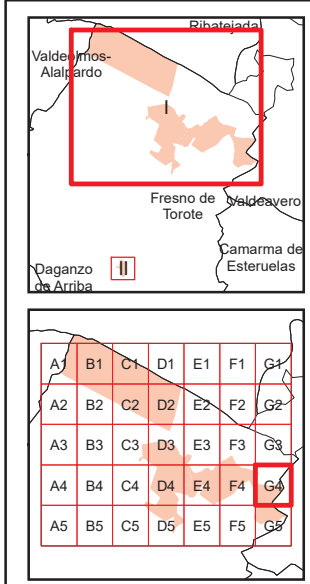 Ribatejada
Valdeolmos-
Alalpardo
I
Fresno de
Torote
Valdeavero
Camarma de
Esteruelas
Daganzo
de Arriba
II
A1 B1 C1 D1 E1 F1 G1
A2 B2 C2 D2 E2 F2 G2
A3 B3 C3 D3 E3 F3 G3
A4 B4 C4 D4 E4 F4 G4
A5 B5 C5 D5 E5 F5 G5